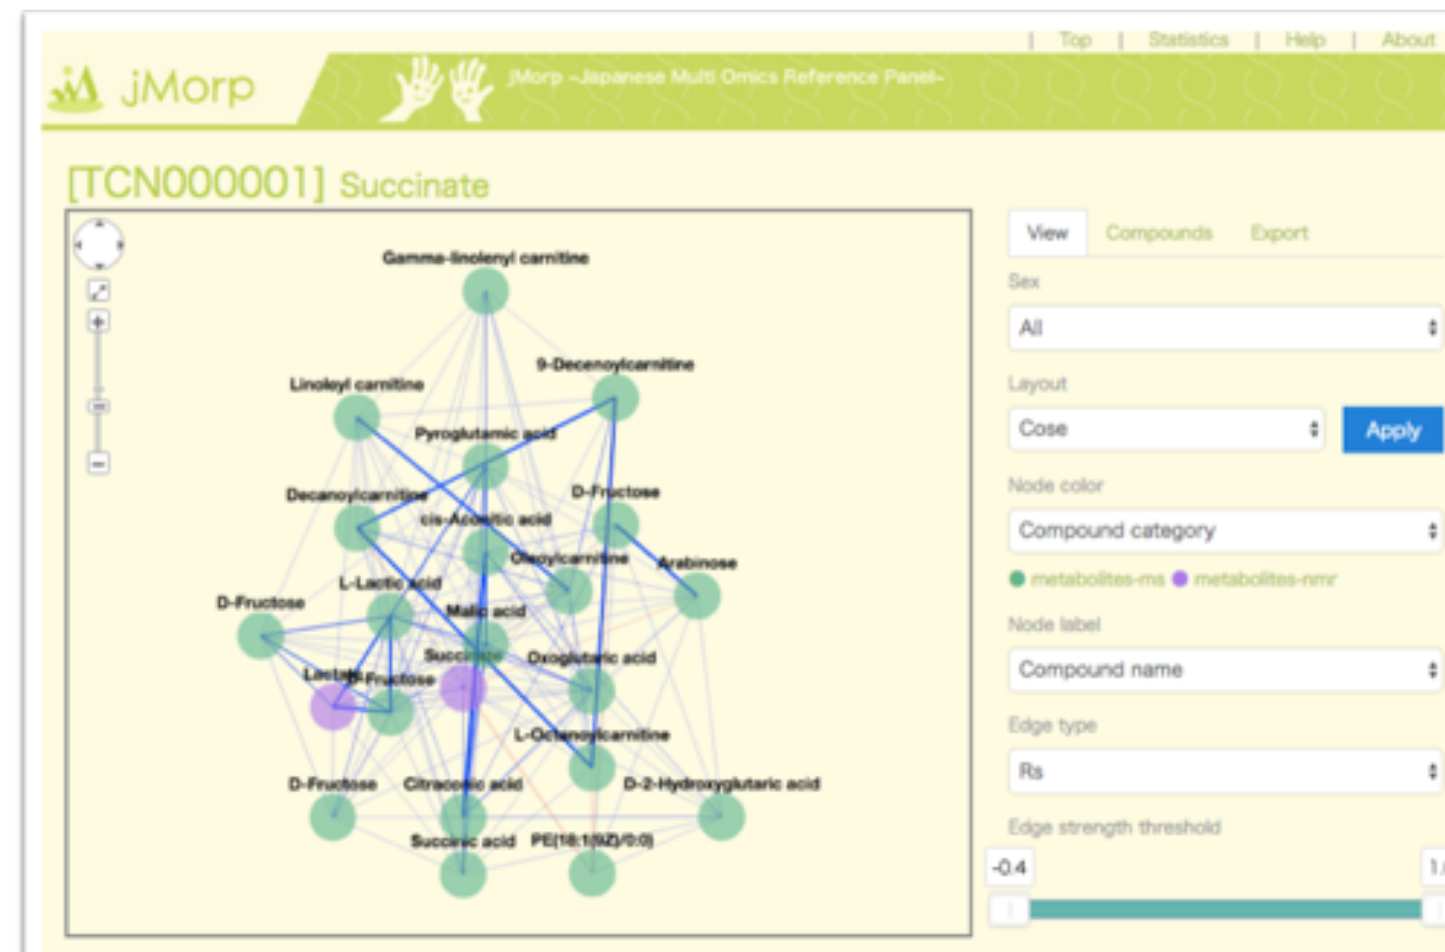 | Top | Statistics | Help | About
jMorp
jMorp -Japanese Multi Omics Reference Panel-
[TCN000001] Succinate
View Compounds Export
Sex
All
Layout
Cose
Apply
Node color
Compound category
metabolites-ms metabolites-nmr
Node label
Compound name
Edge type
Rs
Edge strength threshold
-0.4
Gamma-linolenyl carnitine
9-Decenoylcarnitine
Linoleyl carnitine
Pyroglutamic acid
Decanoylcarnitine
D-Fructose
cis-Aconitic acid
Oleoylcarnitine
Arabinose
L-Lactic acid
D-Fructose
Malic acid
Succinate
Oxoglutaric acid
Lactate
D-Fructose
L-Octanoylcarnitine
D-Fructose
Citraconic acid
D-2-Hydroxyglutaric acid
Succinic acid
PE(18:1(9Z)/0:0)